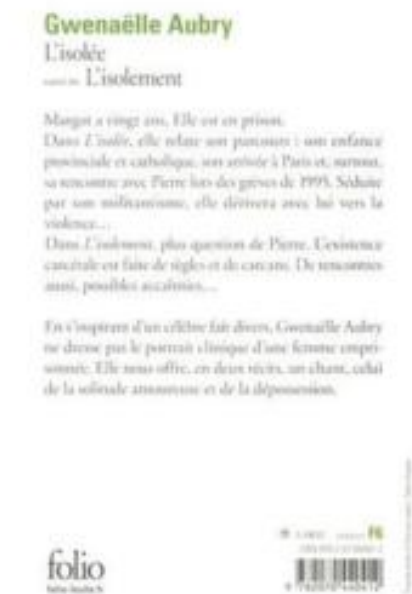 Gwenaëlle Aubry
L'isolée
suivi de L'isolement
Margot a vingt ans. Elle est en prison.
Dans L'isolée, elle relate son parcours : son enfance
provinciale et catholique, son arrivée à Paris et, surtout,
sa rencontre avec Pierre lors des grèves de 1995. Séduite
par son militantisme, elle dérivera avec lui vers la
violence…
Dans L'isolement, plus question de Pierre. L'existence
carcérale est faite de règles et de carcans. De rencontres
aussi, possibles accalmies…
En s'inspirant d'un célèbre fait divers, Gwenaëlle Aubry
ne dresse pas le portrait clinique d'une femme empri-
sonnée. Elle nous offre, en deux récits, un chant, celui
de la solitude amoureuse et de la dépossession.
F6
folio